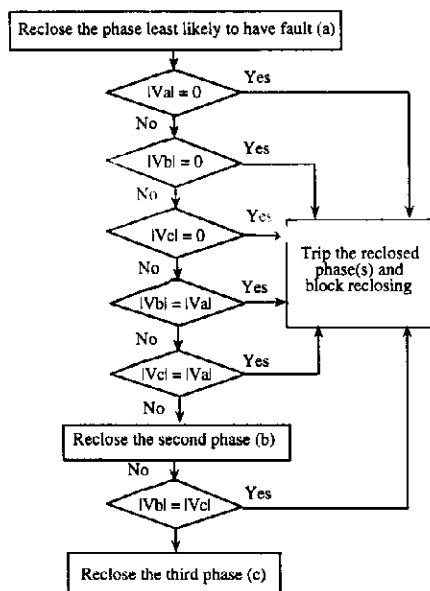 Reclose the phase least likely to have fault (a)
Yes
|Va| = 0
No
Yes
|Vb| = 0
No
Yes
|Vc| = 0
Trip the reclosed
phase(s) and
block reclosing
No
Yes
|Vb| = |Va|
No
Yes
|Vc| = |Va|
No
Reclose the second phase (b)
No
Yes
|Vb| = |Vc|
Reclose the third phase (c)